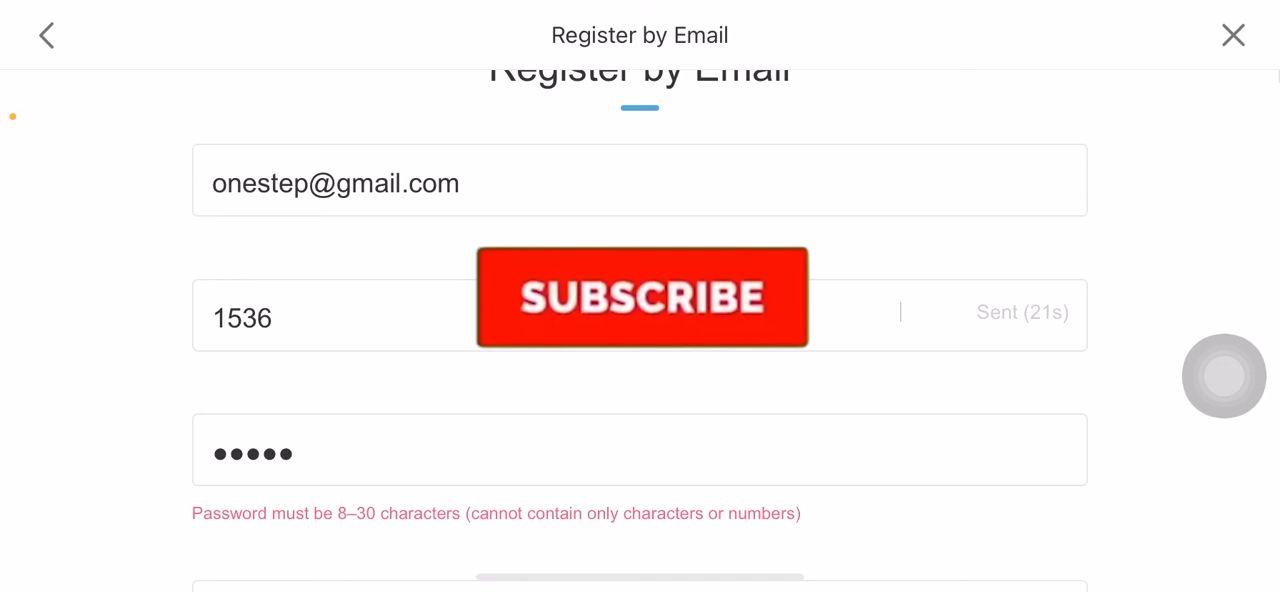 Register by Email
Register by Email
onestep@gmail.com
SUBSCRIBE
1536
Sent (21s)
•••••
Password must be 8–30 characters (cannot contain only characters or numbers)